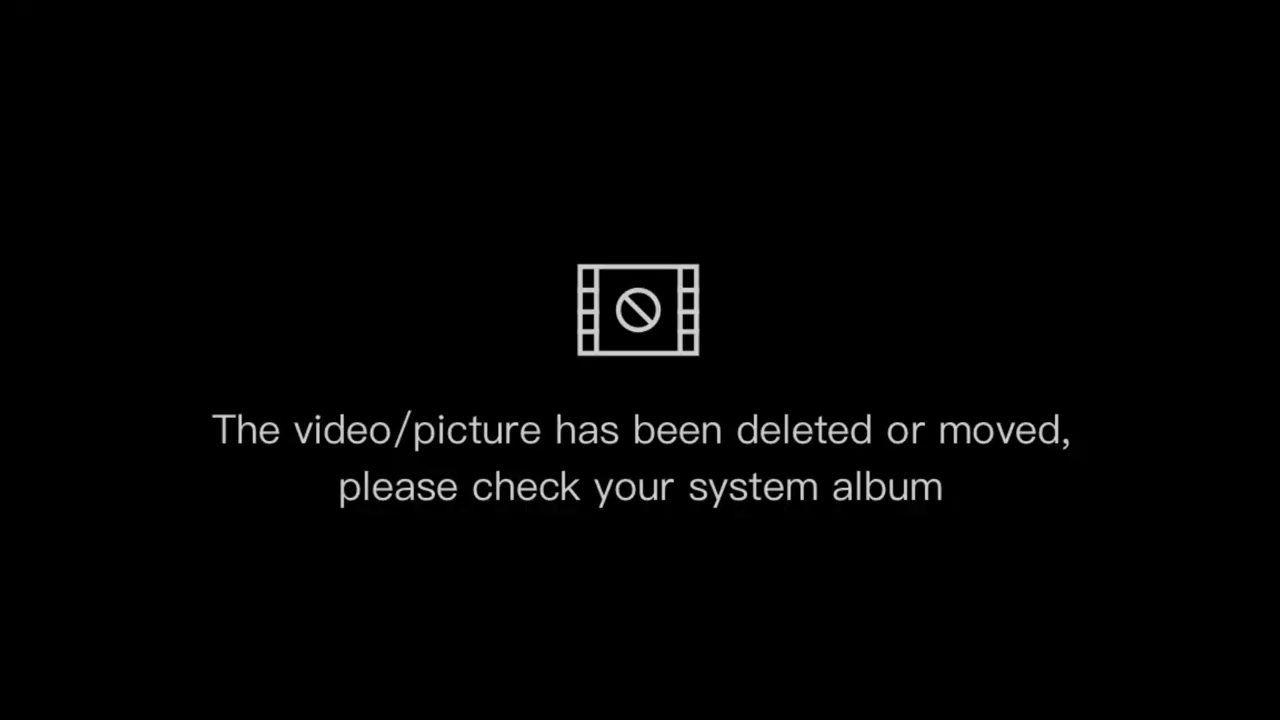 The video/picture has been deleted or moved,
please check your system album